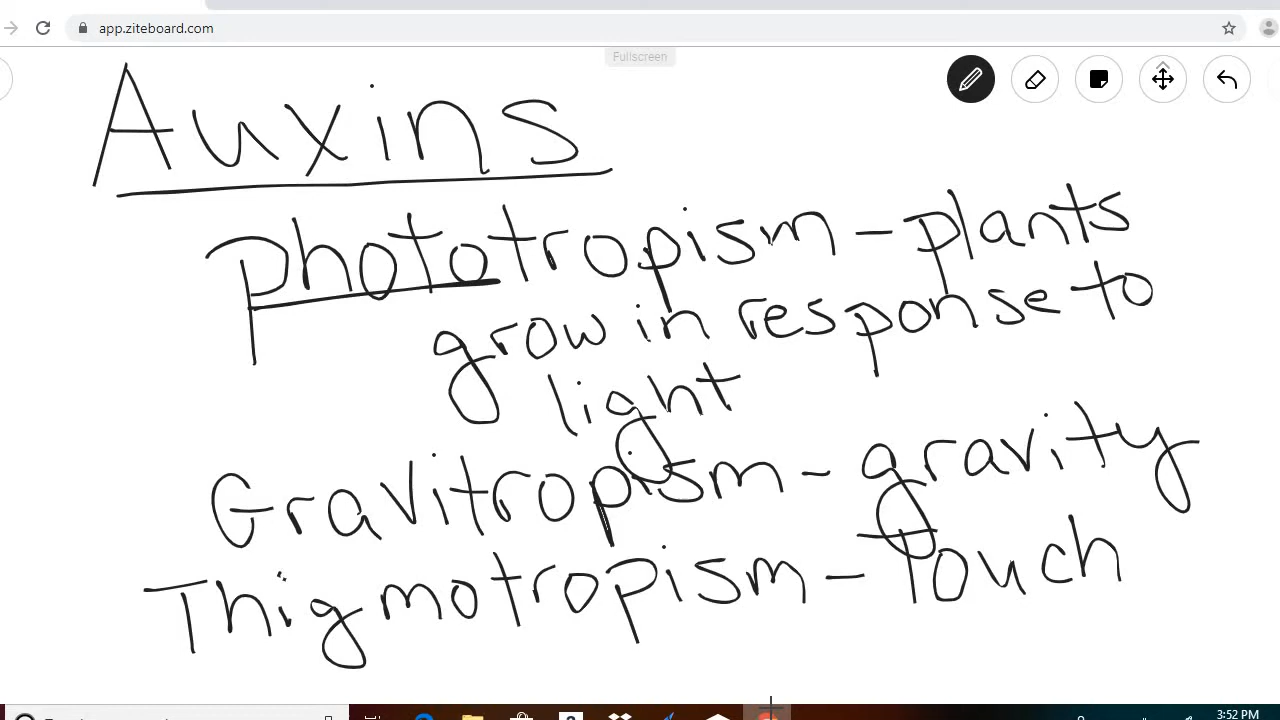 app.ziteboard.com
Fullscreen
Auxins
phototropism - plants
grow in response to
light
Gravitropism - gravity
Thigmotropism - touch
3:52 PM